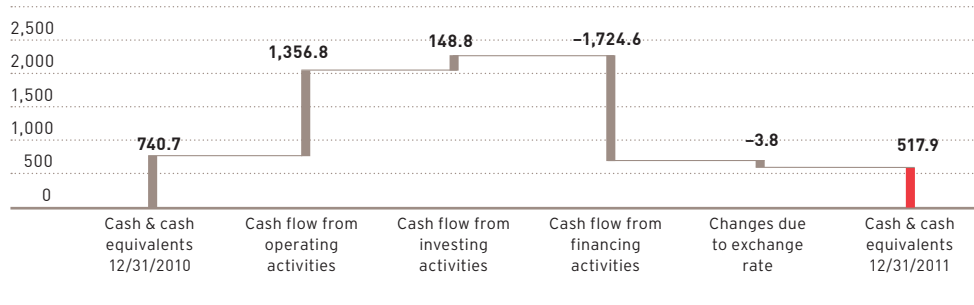 2,500
2,000
1,500
1,000
500
0
740.7
1,356.8
148.8
–1,724.6
–3.8
517.9
Cash & cash
equivalents
12/31/2010
Cash flow from
operating
activities
Cash flow from
investing
activities
Cash flow from
financing
activities
Changes due
to exchange
rate
Cash & cash
equivalents
12/31/2011